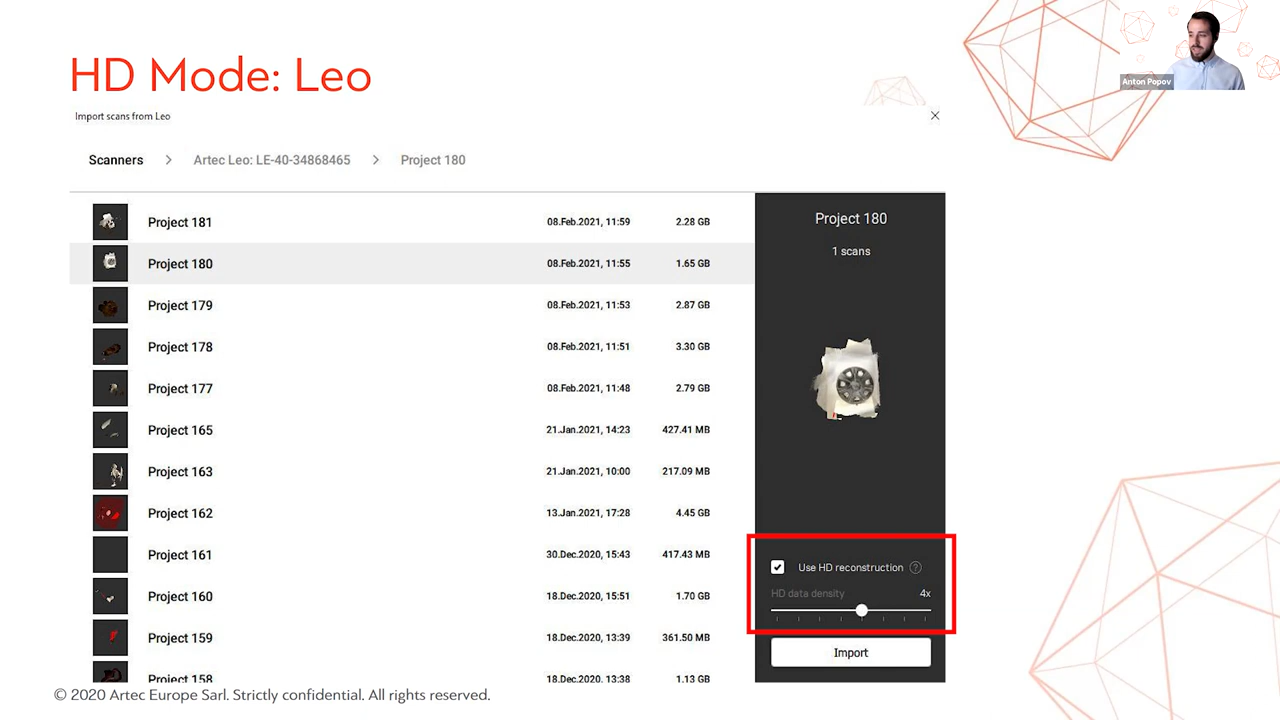 HD Mode: Leo
Anton Popov
Import scans from Leo
Scanners > Artec Leo: LE-40-34868465 > Project 180
Project 181 08.Feb.2021, 11:59 2.28 GB
Project 180 08.Feb.2021, 11:55 1.65 GB
Project 179 08.Feb.2021, 11:53 2.87 GB
Project 178 08.Feb.2021, 11:51 3.30 GB
Project 177 08.Feb.2021, 11:48 2.79 GB
Project 165 21.Jan.2021, 14:23 427.41 MB
Project 163 21.Jan.2021, 10:00 217.09 MB
Project 162 13.Jan.2021, 17:28 4.45 GB
Project 161 30.Dec.2020, 15:43 417.43 MB
Project 160 18.Dec.2020, 15:51 1.70 GB
Project 159 18.Dec.2020, 13:39 361.50 MB
Project 158 18.Dec.2020, 13:38 1.13 GB
Project 180
1 scans
Use HD reconstruction ?
HD data density 4x
Import
© 2020 Artec Europe Sarl. Strictly confidential. All rights reserved.